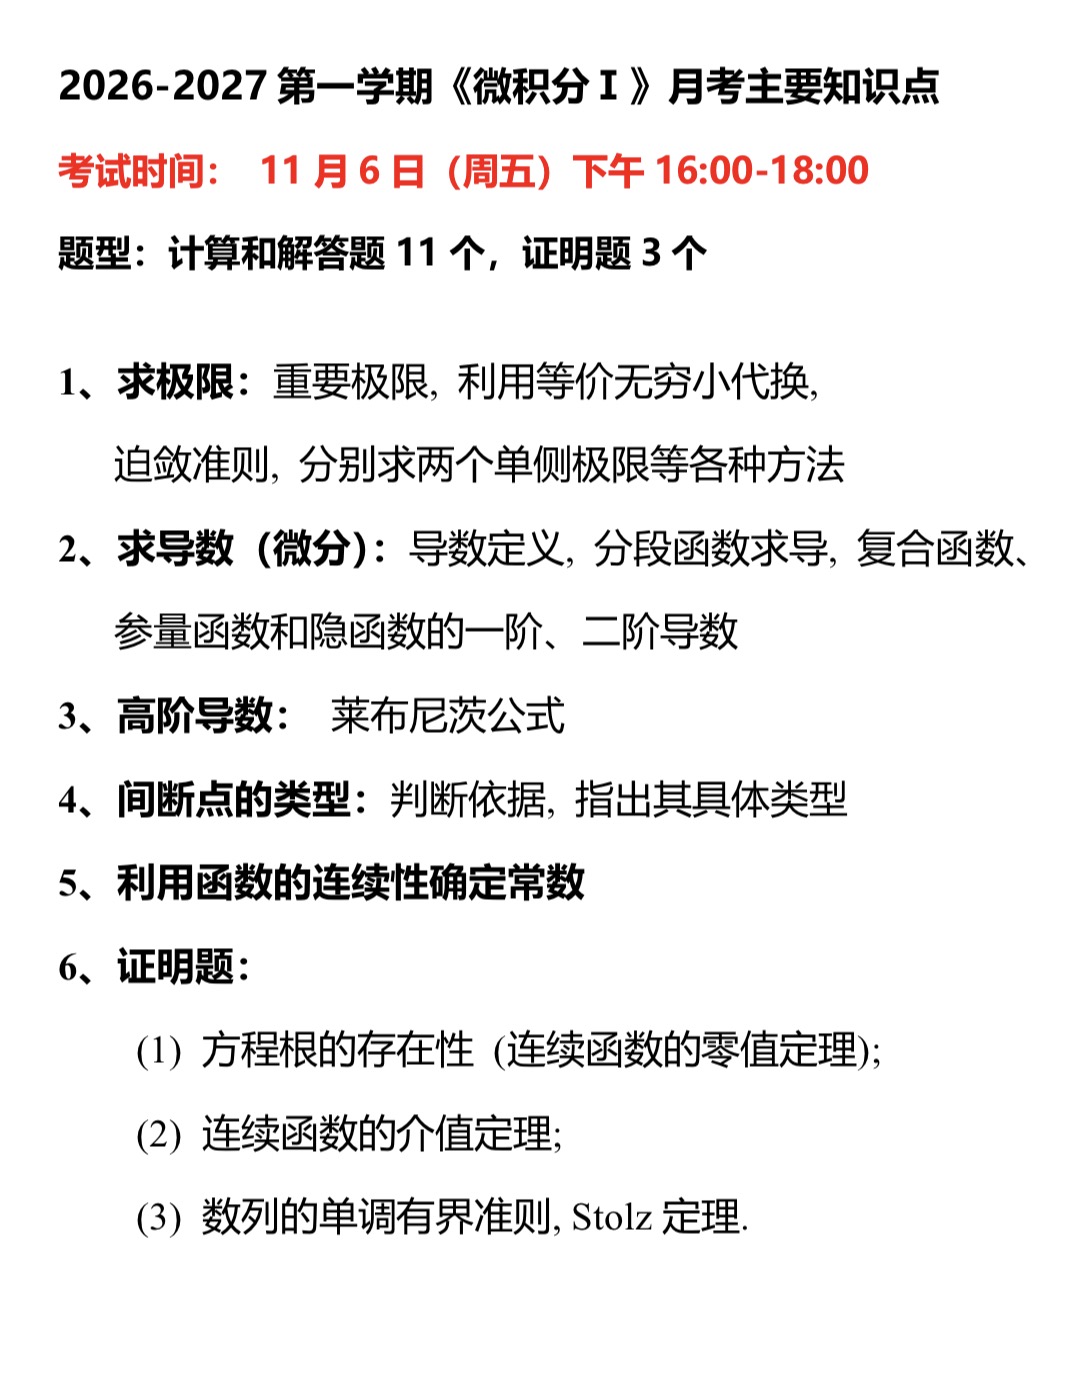 2026-2027 第一学期《微积分 I 》月考主要知识点
考试时间： 11 月 6 日（周五）下午 16:00-18:00
题型：计算和解答题 11 个，证明题 3 个
1、求极限：重要极限, 利用等价无穷小代换,
迫敛准则, 分别求两个单侧极限等各种方法
2、求导数（微分）：导数定义, 分段函数求导, 复合函数、
参量函数和隐函数的一阶、二阶导数
3、高阶导数： 莱布尼茨公式
4、间断点的类型：判断依据, 指出其具体类型
5、利用函数的连续性确定常数
6、证明题：
(1) 方程根的存在性 (连续函数的零值定理);
(2) 连续函数的介值定理;
(3) 数列的单调有界准则, Stolz 定理.